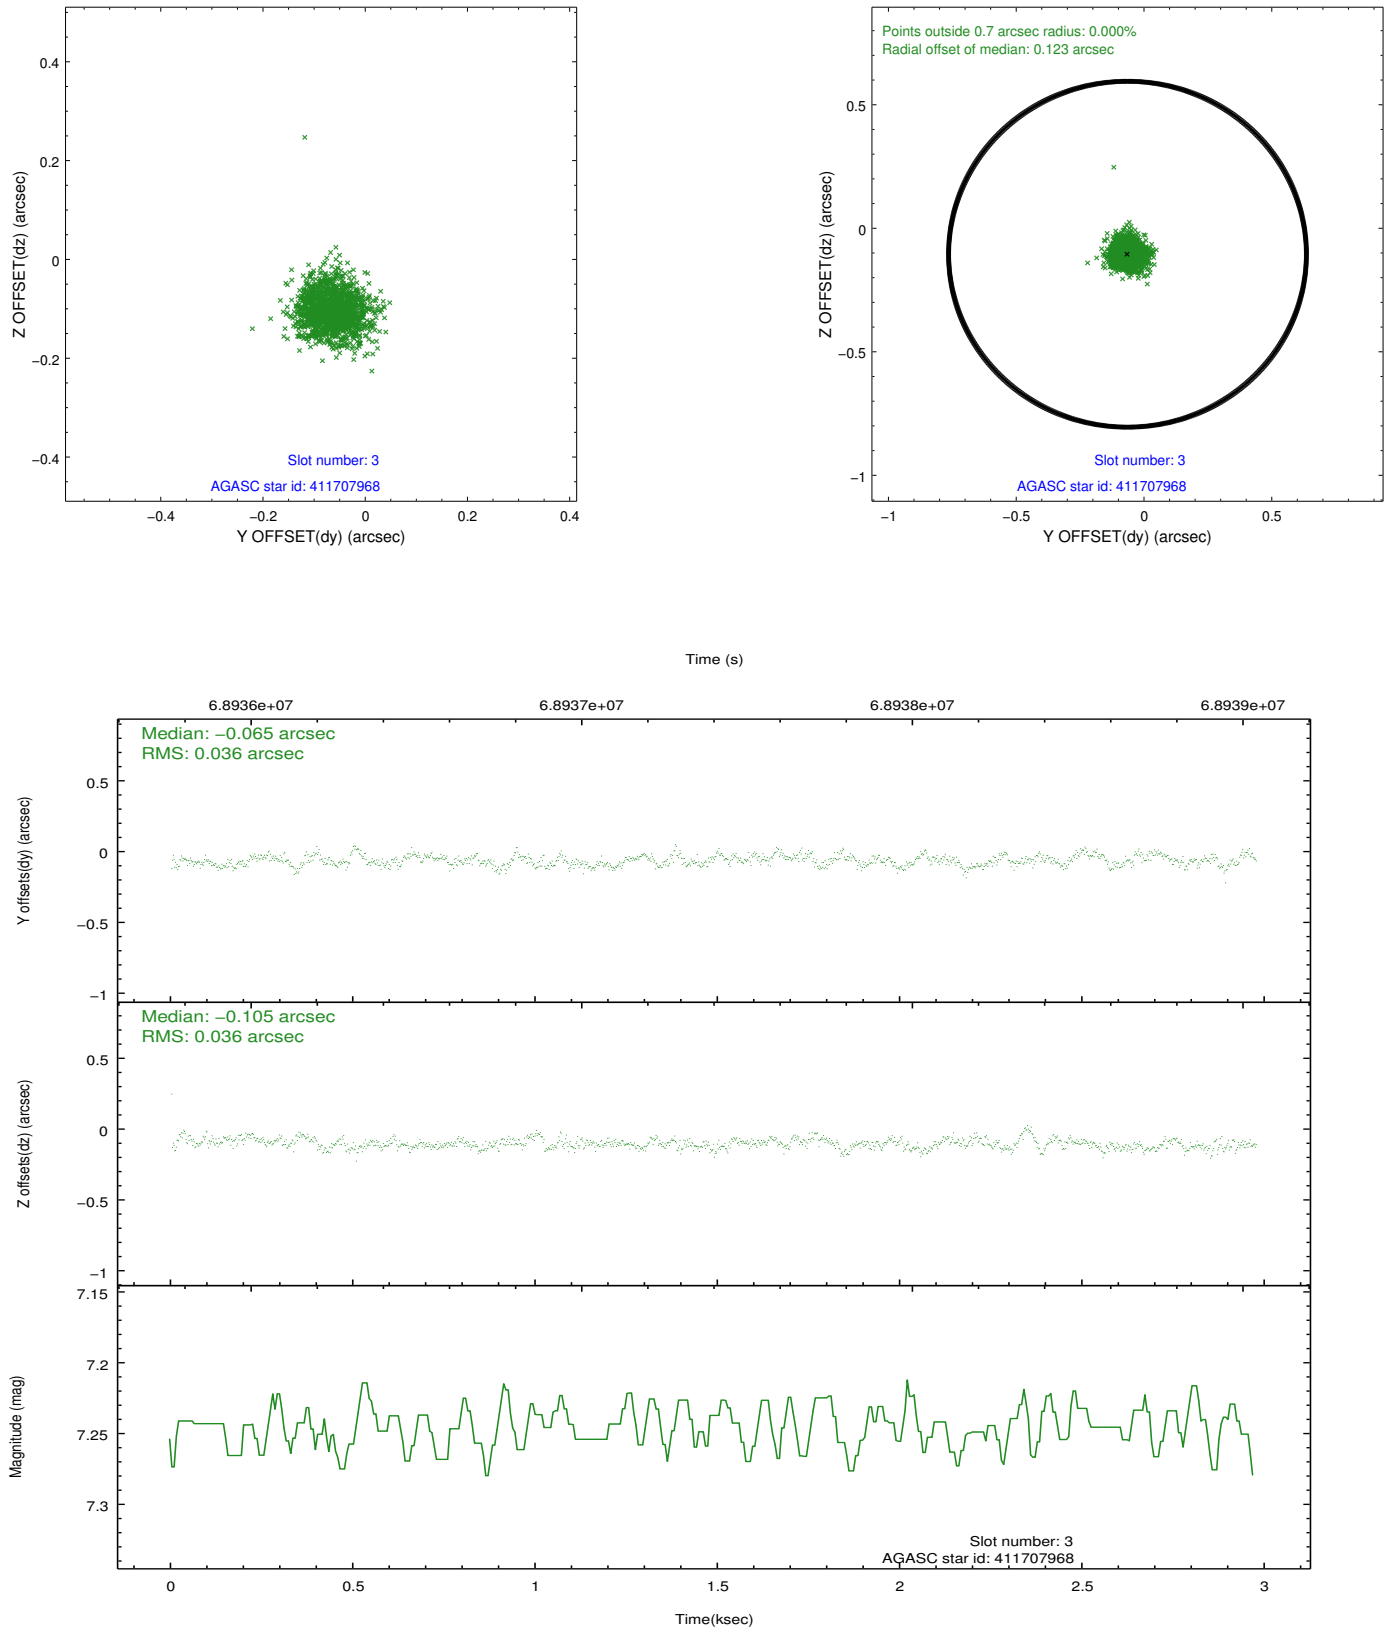 0.4
0.2
0
−0.2
−0.4
Z OFFSET(dz) (arcsec)
Slot number: 3
AGASC star id: 411707968
−0.4
−0.2
0
0.2
0.4
Y OFFSET(dy) (arcsec)
Points outside 0.7 arcsec radius: 0.000%
Radial offset of median: 0.123 arcsec
0.5
0
−0.5
−1
Z OFFSET(dz) (arcsec)
Slot number: 3
AGASC star id: 411707968
−1
−0.5
0
0.5
Y OFFSET(dy) (arcsec)
Time (s)
6.8936e+07
6.8937e+07
6.8938e+07
6.8939e+07
Median: −0.065 arcsec
RMS: 0.036 arcsec
0.5
0
−0.5
−1
Y offsets(dy) (arcsec)
Median: −0.105 arcsec
RMS: 0.036 arcsec
0.5
0
−0.5
−1
Z offsets(dz) (arcsec)
7.15
7.2
7.25
7.3
Magnitude (mag)
Slot number: 3
AGASC star id: 411707968
0
0.5
1
1.5
2
2.5
3
Time(ksec)